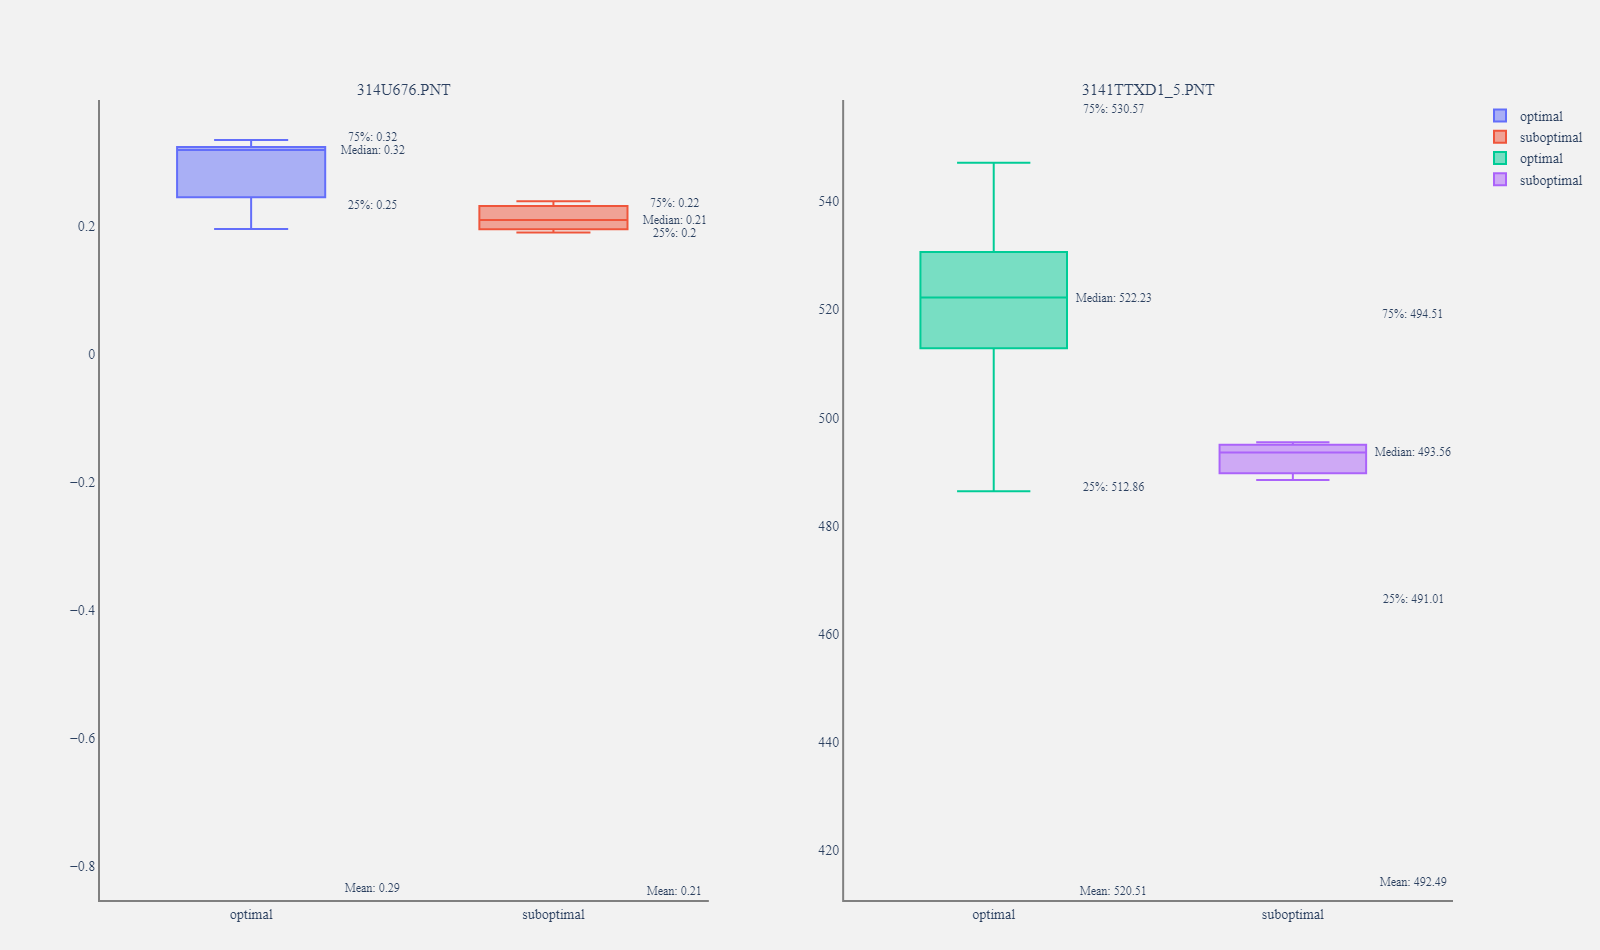 314U676.PNT
75%: 0.32
Median: 0.32
25%: 0.25
75%: 0.22
Median: 0.21
25%: 0.2
Mean: 0.29
Mean: 0.21
0.2
0
−0.2
−0.4
−0.6
−0.8
optimal
suboptimal
3141TTXD1_5.PNT
75%: 530.57
Median: 522.23
25%: 512.86
75%: 494.51
Median: 493.56
25%: 491.01
Mean: 520.51
Mean: 492.49
540
520
500
480
460
440
420
optimal
suboptimal
optimal
suboptimal
optimal
suboptimal